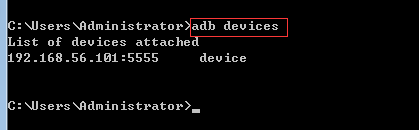 C:\Users\Administrator>adb devices
List of devices attached
192.168.56.101:5555     device
C:\Users\Administrator>_